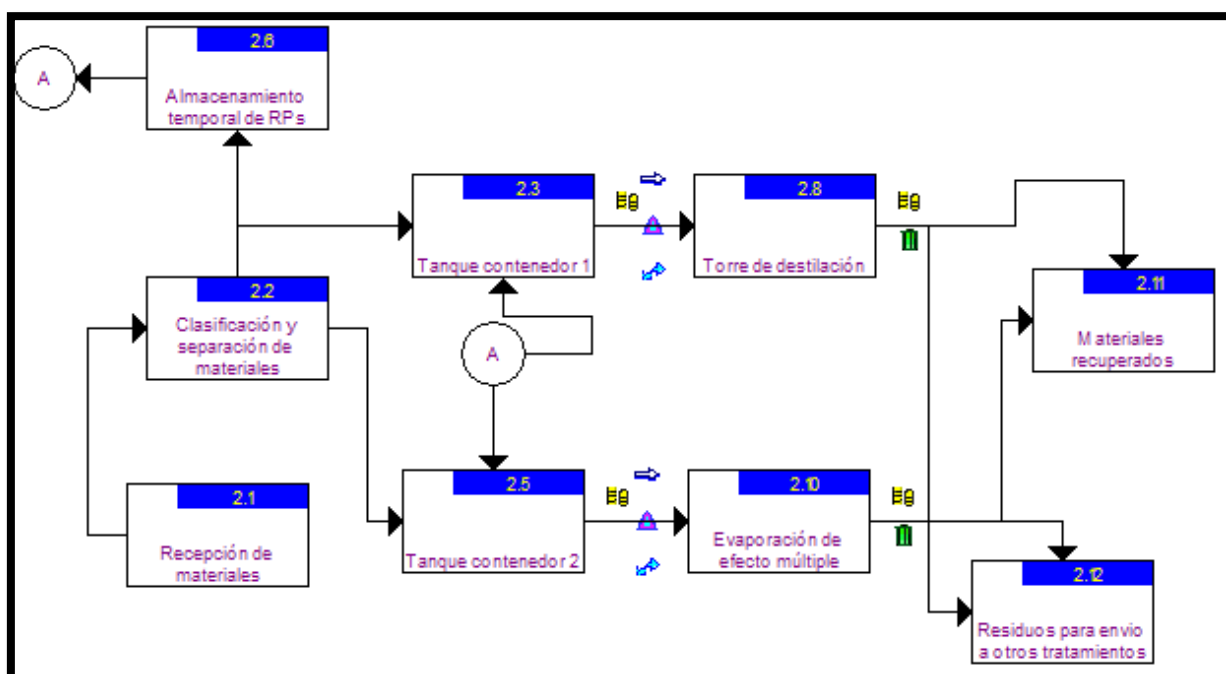 2.6
A
Almacenamiento
temporal de RPs
2.3
2.8
Tanque contenedor 1
Torre de destilación
2.2
2.11
Clasificación y
separación de
materiales
A
Materiales
recuperados
2.1
2.5
2.10
Recepción de
materiales
Tanque contenedor 2
Evaporación de
efecto múltiple
2.12
Residuos para envio
a otros tratamientos